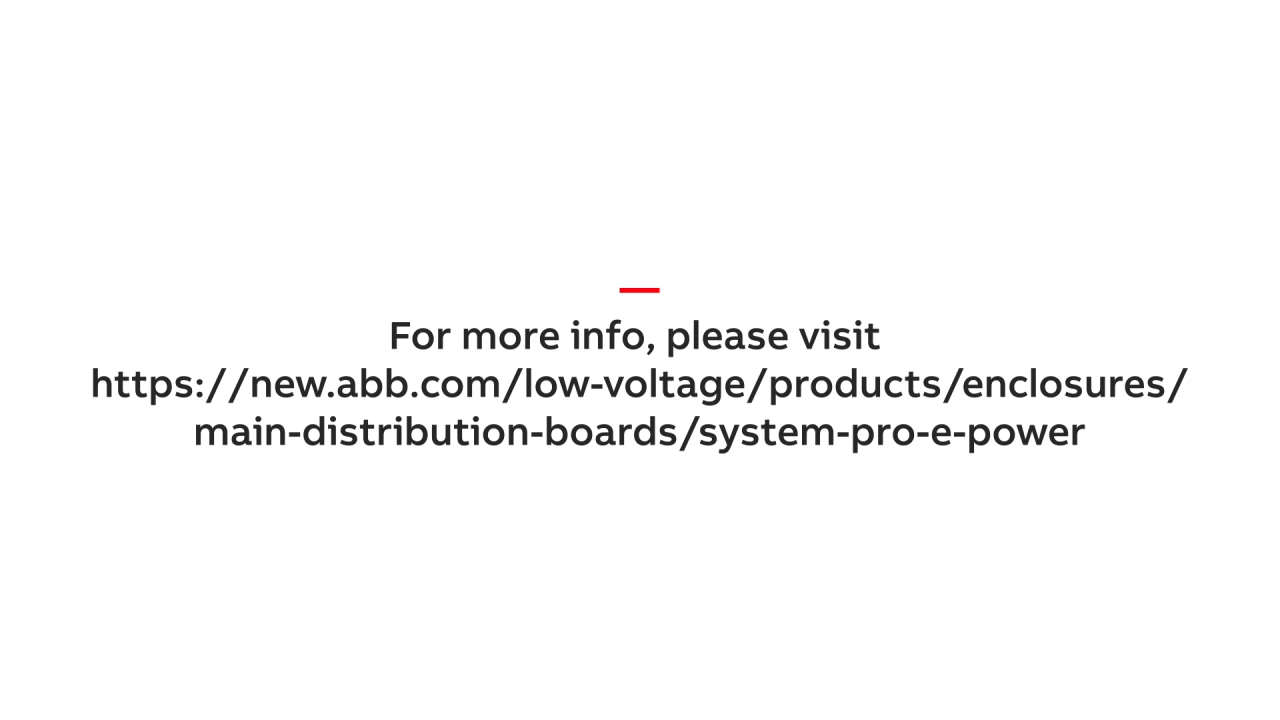 For more info, please visit
https://new.abb.com/low-voltage/products/enclosures/
main-distribution-boards/system-pro-e-power